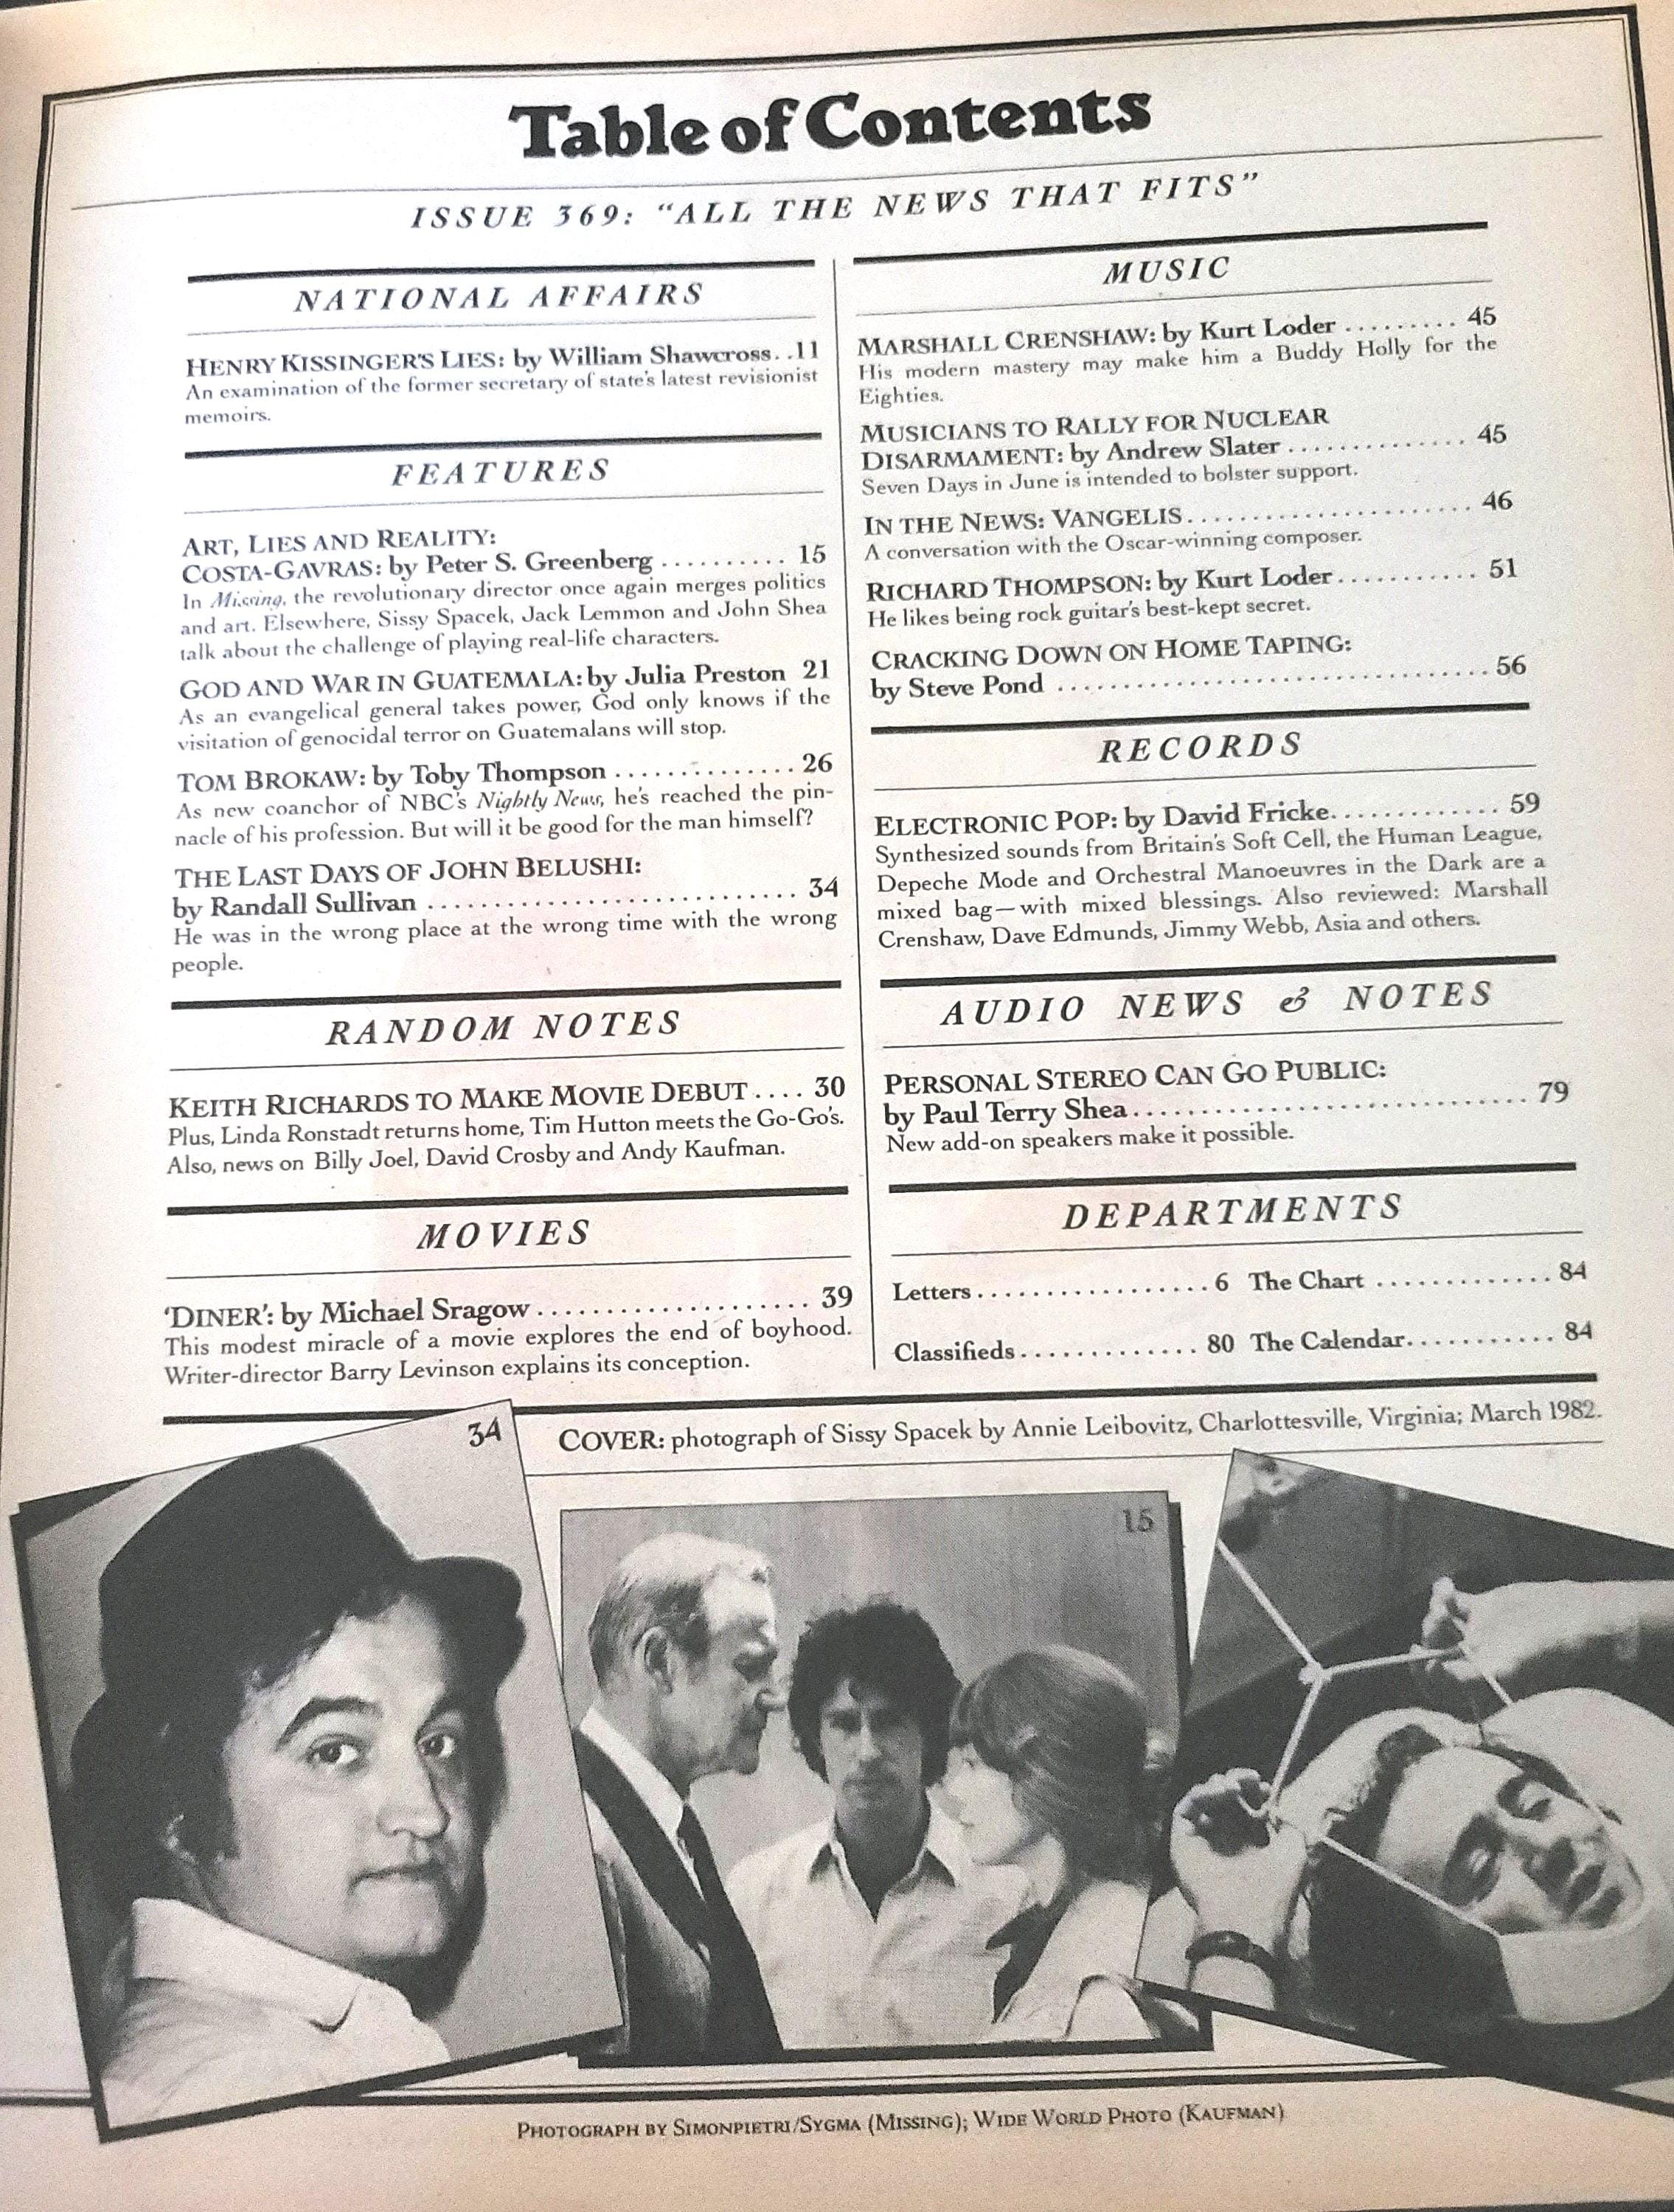 Table of Contents
ISSUE 369: “ALL THE NEWS THAT FITS”
NATIONAL AFFAIRS
HENRY KISSINGER'S LIES: by William Shawcross. .11
An examination of the former secretary of state's latest revisionist
memoirs.
FEATURES
ART, LIES AND REALITY:
COSTA-GAVRAS: by Peter S. Greenberg .......... 15
In Missing, the revolutionary director once again merges politics
and art. Elsewhere, Sissy Spacek, Jack Lemmon and John Shea
talk about the challenge of playing real-life characters.
GOD AND WAR IN GUATEMALA: by Julia Preston 21
As an evangelical general takes power, God only knows if the
visitation of genocidal terror on Guatemalans will stop.
TOM BROKAW: by Toby Thompson .............. 26
As new coanchor of NBC's Nightly News, he's reached the pin-
nacle of his profession. But will it be good for the man himself?
THE LAST DAYS OF JOHN BELUSHI:
by Randall Sullivan ............................ 34
He was in the wrong place at the wrong time with the wrong
people.
RANDOM NOTES
KEITH RICHARDS TO MAKE MOVIE DEBUT .... 30
Plus, Linda Ronstadt returns home, Tim Hutton meets the Go-Go's.
Also, news on Billy Joel, David Crosby and Andy Kaufman.
MOVIES
‘DINER’: by Michael Sragow ..................... 39
This modest miracle of a movie explores the end of boyhood.
Writer-director Barry Levinson explains its conception.
MUSIC
MARSHALL CRENSHAW: by Kurt Loder ......... 45
His modern mastery may make him a Buddy Holly for the
Eighties.
MUSICIANS TO RALLY FOR NUCLEAR
DISARMAMENT: by Andrew Slater .............. 45
Seven Days in June is intended to bolster support.
IN THE NEWS: VANGELIS...................... 46
A conversation with the Oscar-winning composer.
RICHARD THOMPSON: by Kurt Loder........... 51
He likes being rock guitar's best-kept secret.
CRACKING DOWN ON HOME TAPING:
by Steve Pond .................................56
RECORDS
ELECTRONIC POP: by David Fricke............. 59
Synthesized sounds from Britain's Soft Cell, the Human League,
Depeche Mode and Orchestral Manoeuvres in the Dark are a
mixed bag—with mixed blessings. Also reviewed: Marshall
Crenshaw, Dave Edmunds, Jimmy Webb, Asia and others.
AUDIO NEWS & NOTES
PERSONAL STEREO CAN GO PUBLIC:
by Paul Terry Shea.............................. 79
New add-on speakers make it possible.
DEPARTMENTS
Letters.................. 6 The Chart .............. 84
Classifieds.............. 80 The Calendar........... 84
COVER: photograph of Sissy Spacek by Annie Leibovitz, Charlottesville, Virginia; March 1982.
34
15
PHOTOGRAPH BY SIMONPIETRI/SYGMA (MISSING); WIDE WORLD PHOTO (KAUFMAN)